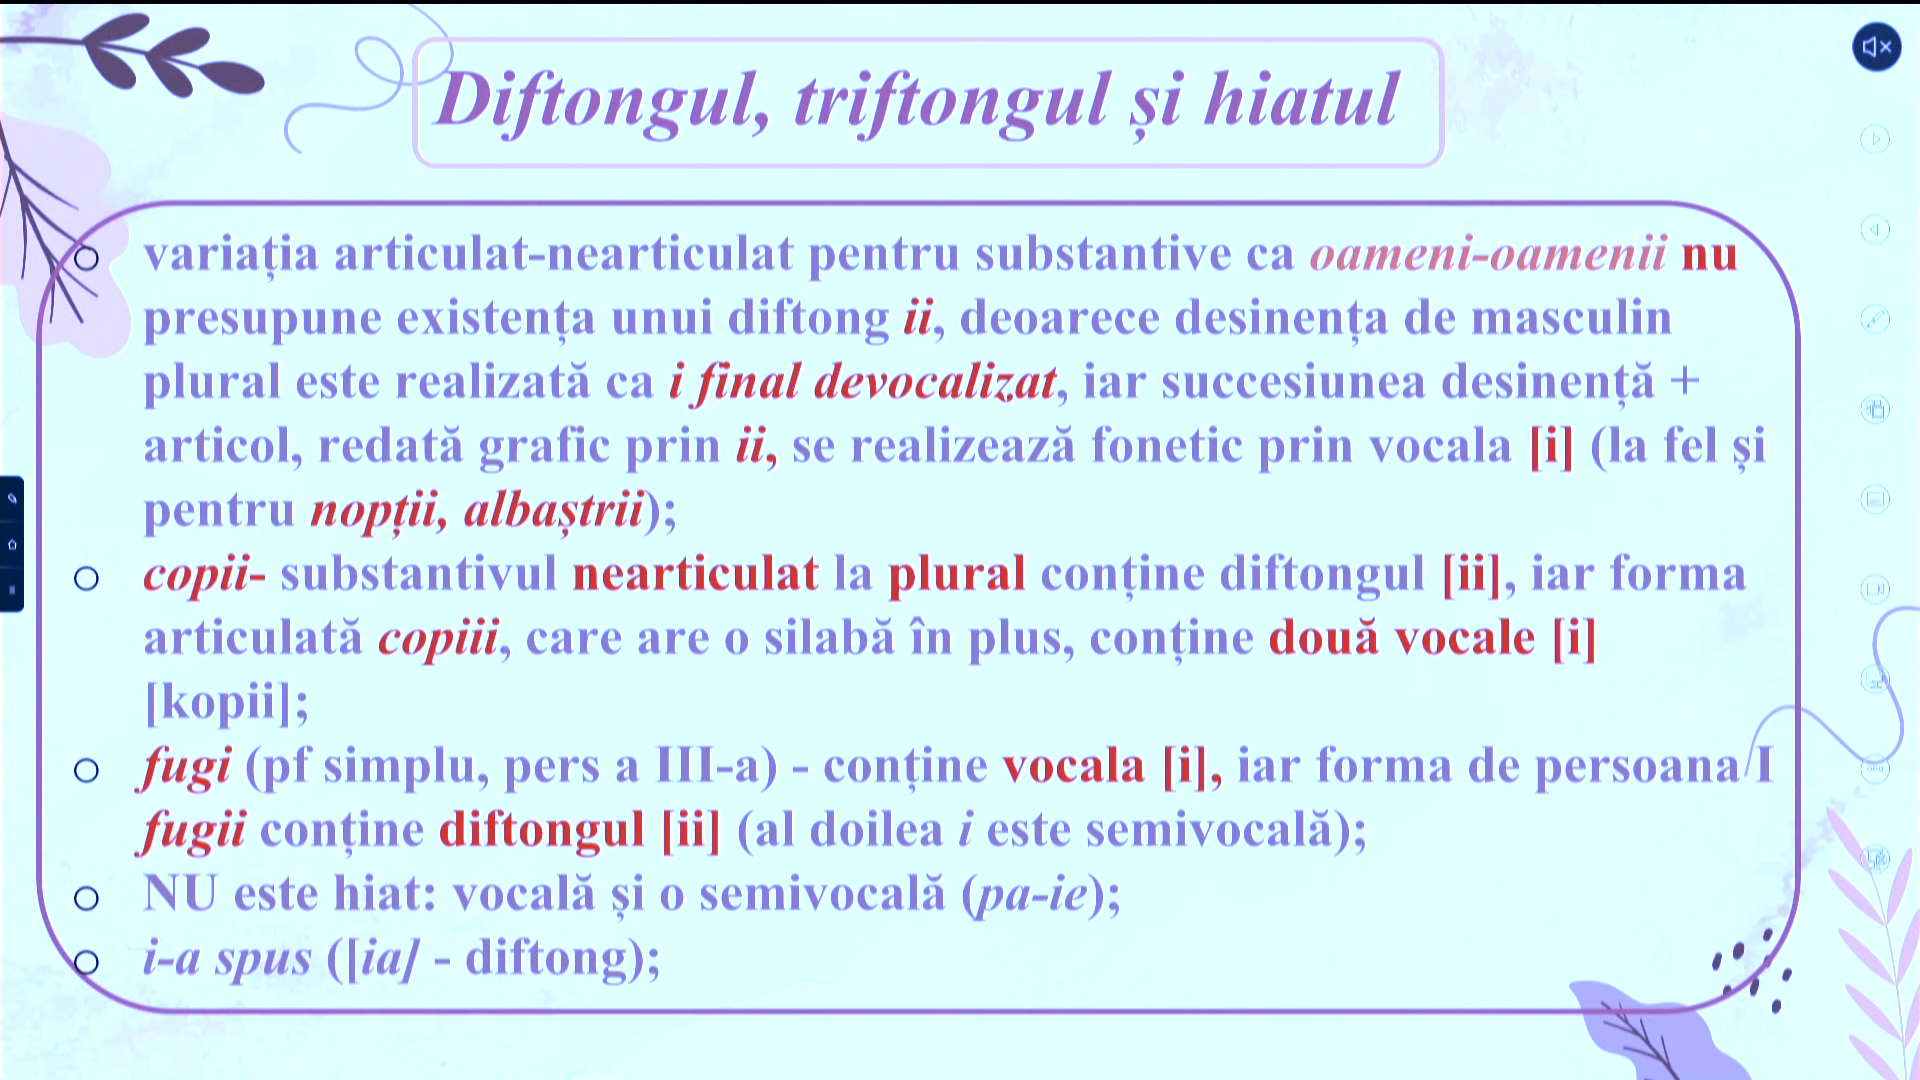 Diftongul, triftongul și hiatul
variația articulat-nearticulat pentru substantive ca oameni-oamenii nu
presupune existența unui diftong ii, deoarece desinența de masculin
plural este realizată ca i final devocalizat, iar succesiunea desinență +
articol, redată grafic prin ii, se realizează fonetic prin vocala [i] (la fel și
pentru nopții, albaștrii);
copii- substantivul nearticulat la plural conține diftongul [ii], iar forma
articulată copiii, care are o silabă în plus, conține două vocale [i]
[kopii];
fugi (pf simplu, pers a III-a) - conține vocala [i], iar forma de persoana I
fugii conține diftongul [ii] (al doilea i este semivocală);
NU este hiat: vocală și o semivocală (pa-ie);
i-a spus ([ia] - diftong);